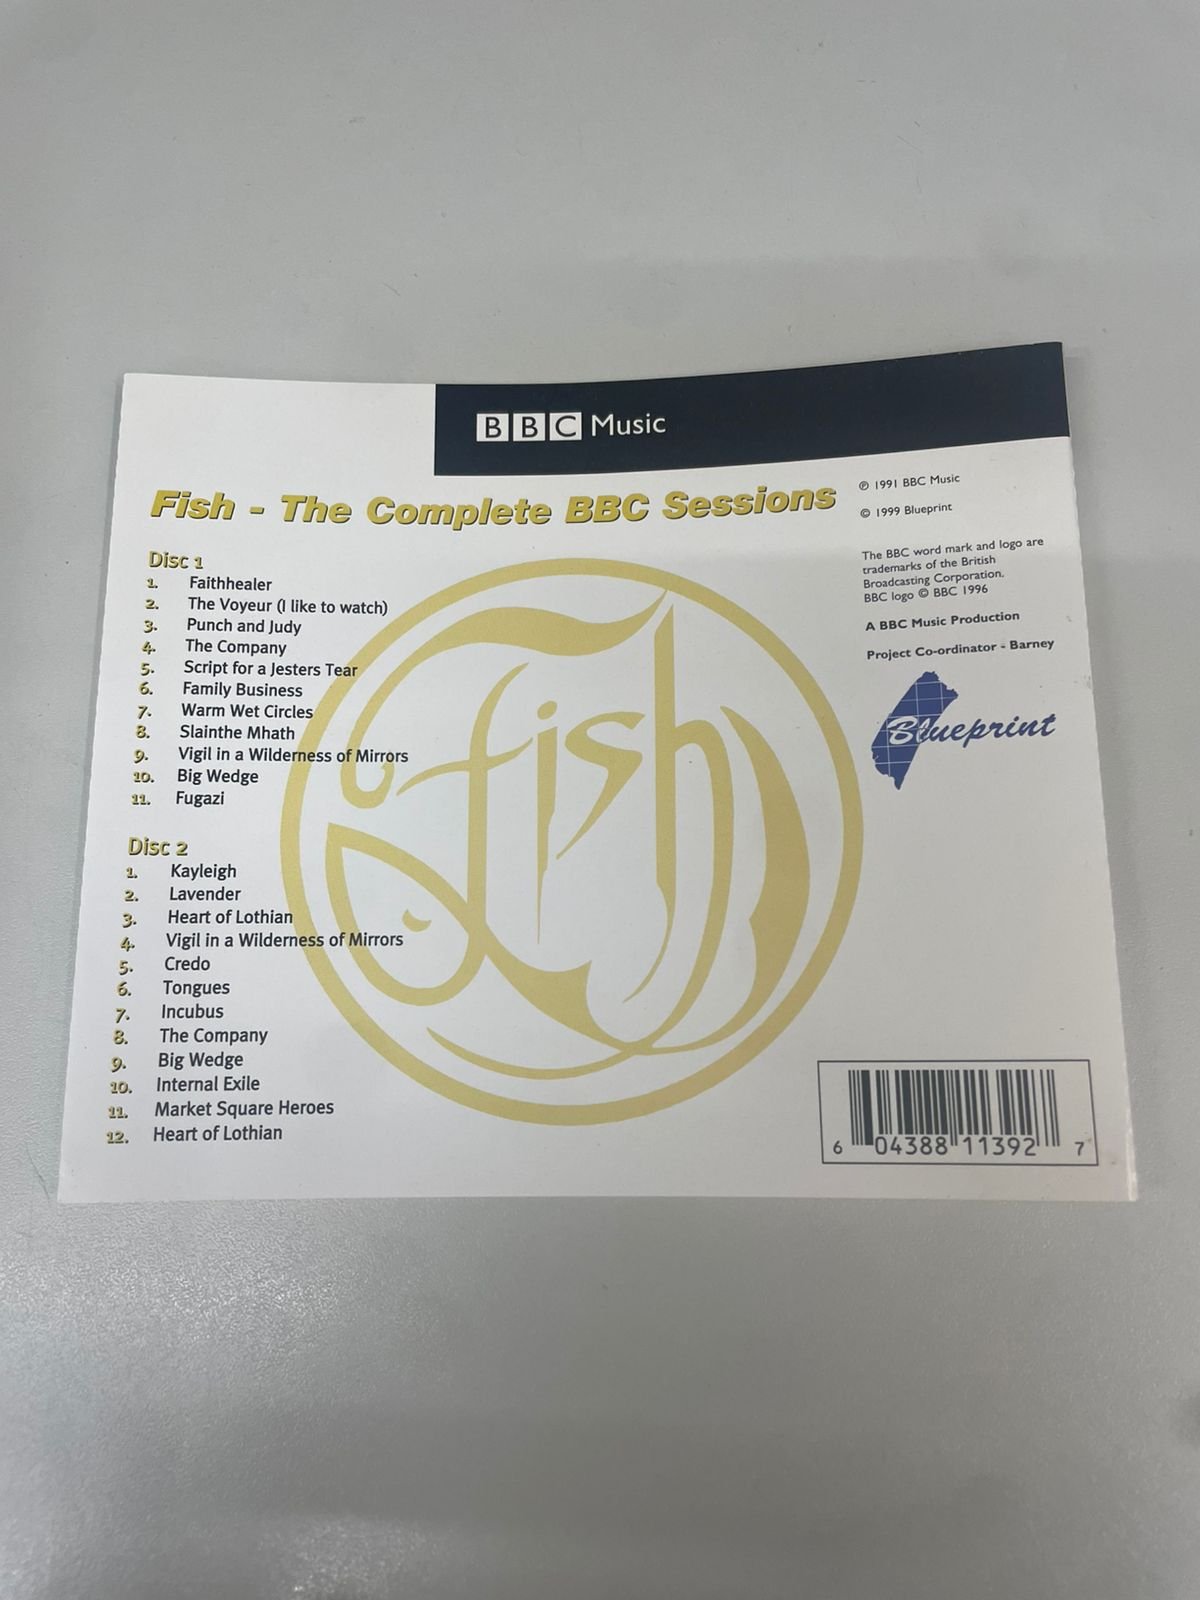 BBC Music
Fish - The Complete BBC Sessions
Disc 1
1. Faithhealer
2. The Voyeur (I like to watch)
3. Punch and Judy
4. The Company
5. Script for a Jesters Tear
6. Family Business
7. Warm Wet Circles
8. Slainthe Mhath
9. Vigil in a Wilderness of Mirrors
10. Big Wedge
11. Fugazi
Disc 2
1. Kayleigh
2. Lavender
3. Heart of Lothian
4. Vigil in a Wilderness of Mirrors
5. Credo
6. Tongues
7. Incubus
8. The Company
9. Big Wedge
10. Internal Exile
11. Market Square Heroes
12. Heart of Lothian
fish
℗ 1991 BBC Music
© 1999 Blueprint
The BBC word mark and logo are
trademarks of the British
Broadcasting Corporation.
BBC logo © BBC 1996
A BBC Music Production
Project Co-ordinator - Barney
Blueprint
6 04388 11392 7